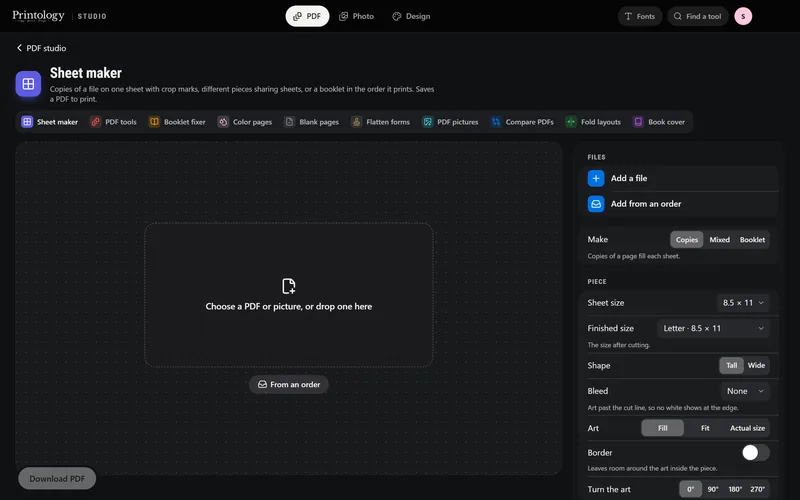 Printology
STUDIO
PDF
Photo
Design
Fonts
Find a tool
S
PDF studio
Sheet maker
Copies of a file on one sheet with crop marks, different pieces sharing sheets, or a booklet in the order it prints. Saves
a PDF to print.
Sheet maker
PDF tools
Booklet fixer
Color pages
Blank pages
Flatten forms
PDF pictures
Compare PDFs
Fold layouts
Book cover
Choose a PDF or picture, or drop one here
From an order
Download PDF
FILES
Add a file
Add from an order
Make
Copies
Mixed
Booklet
Copies of a page fill each sheet.
PIECE
Sheet size
8.5 × 11
Finished size
Letter · 8.5 × 11
The size after cutting.
Shape
Tall
Wide
Bleed
None
Art past the cut line, so no white shows at the edge.
Art
Fill
Fit
Actual size
Border
Leaves room around the art inside the piece.
Turn the art
0°
90°
180°
270°